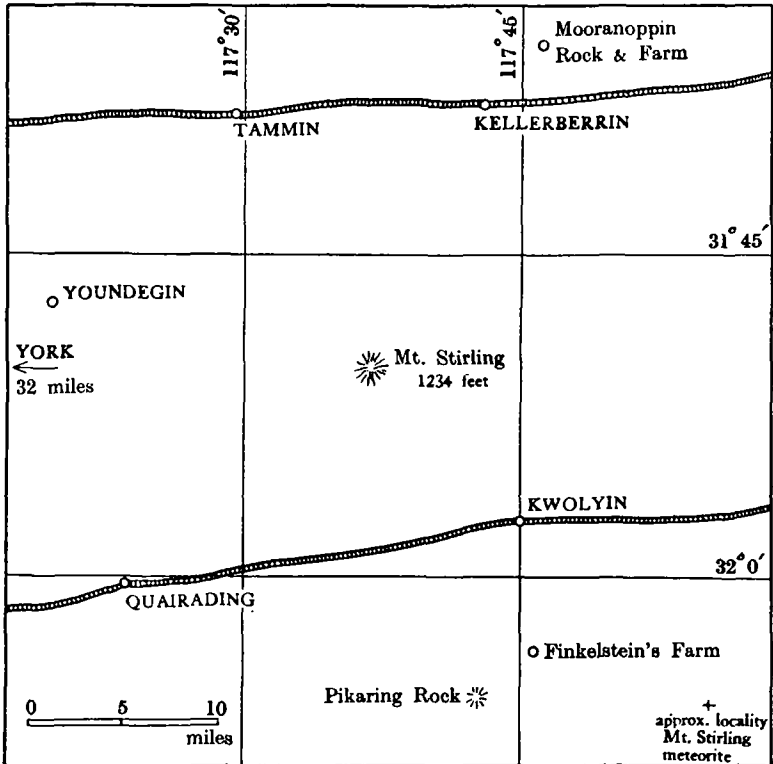 117° 30′
117° 45′
Mooranoppin
Rock & Farm
TAMMIN
KELLERBERRIN
31° 45′
YOUNDEGIN
YORK
32 miles
Mt. Stirling
1234 feet
KWOLYIN
32° 0′
QUAIRADING
Finkelstein's Farm
Pikaring Rock
0 5 10
miles
+
approx. locality
Mt. Stirling
meteorite